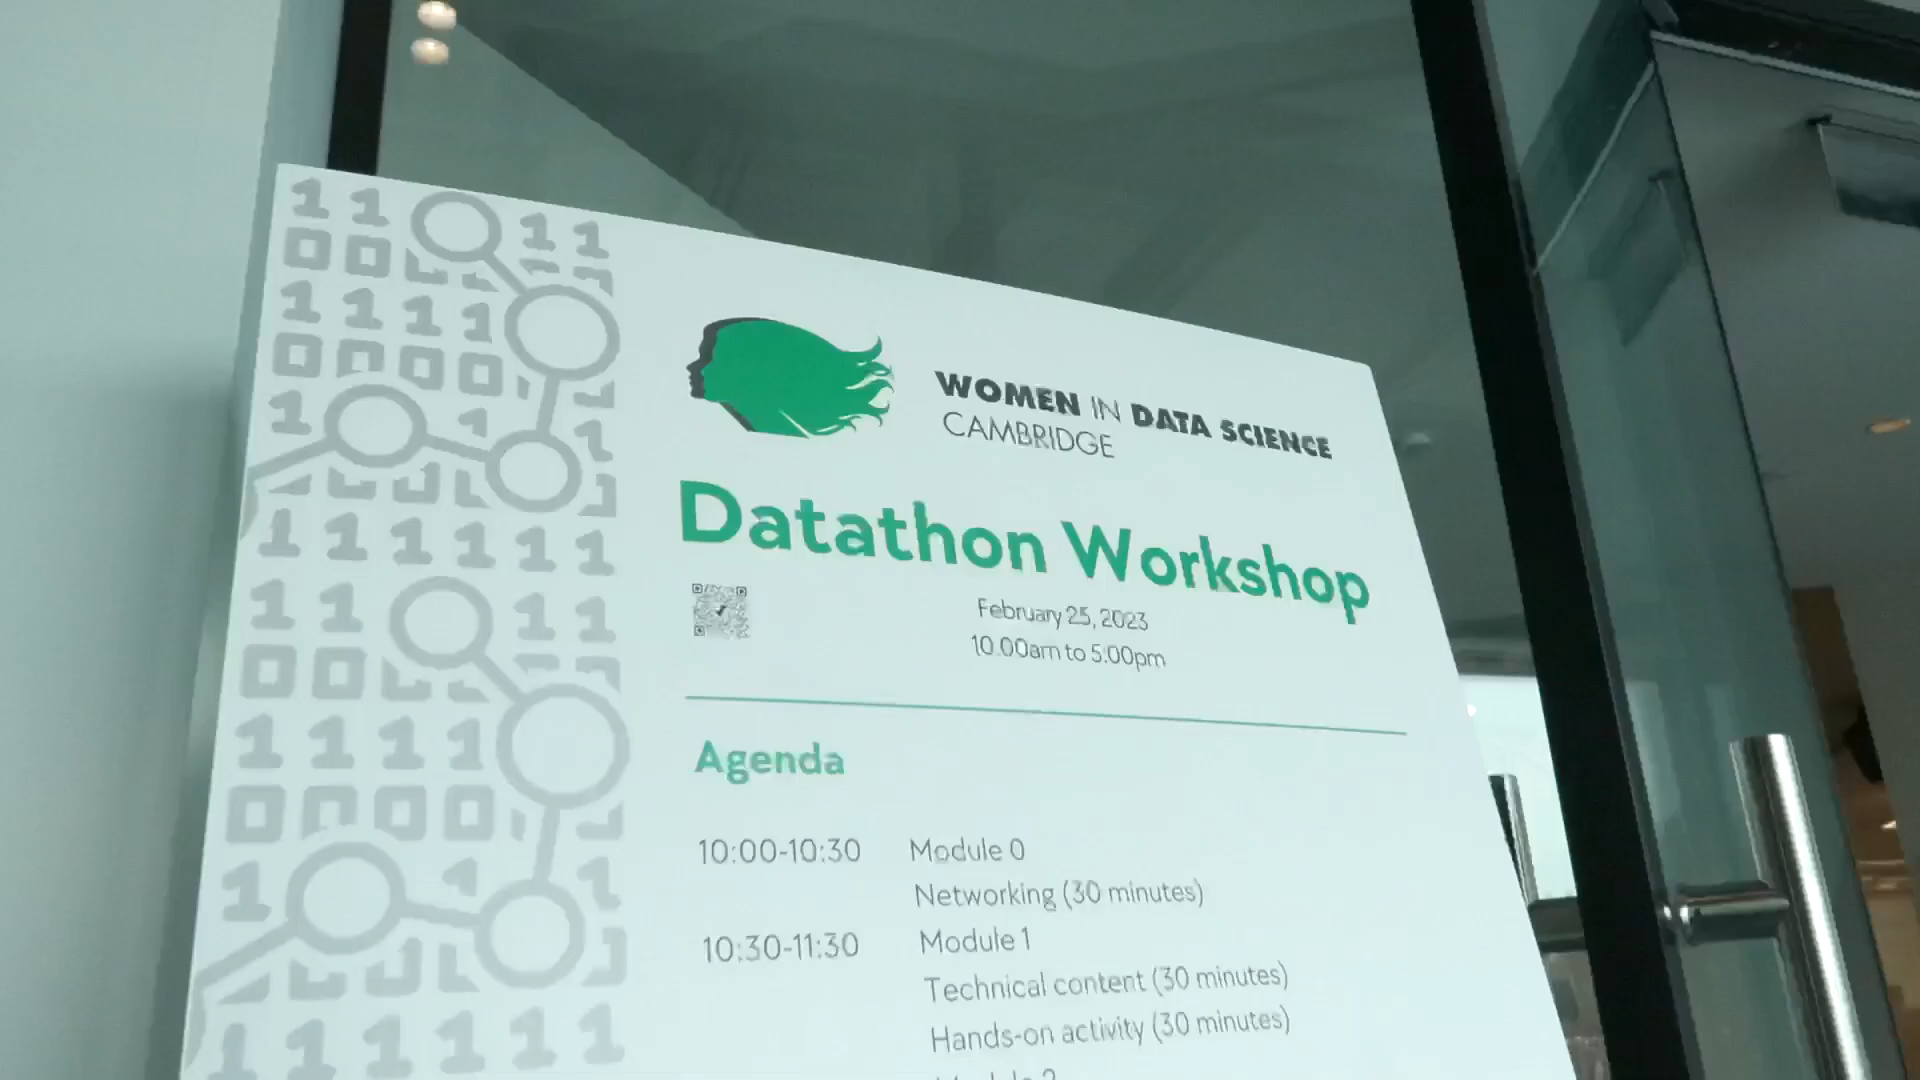 WOMEN IN DATA SCIENCE
CAMBRIDGE
Datathon Workshop
February 25, 2023
10.00am to 5:00pm
Agenda
10:00-10:30 Module 0
Networking (30 minutes)
10:30-11:30 Module 1
Technical content (30 minutes)
Hands-on activity (30 minutes)